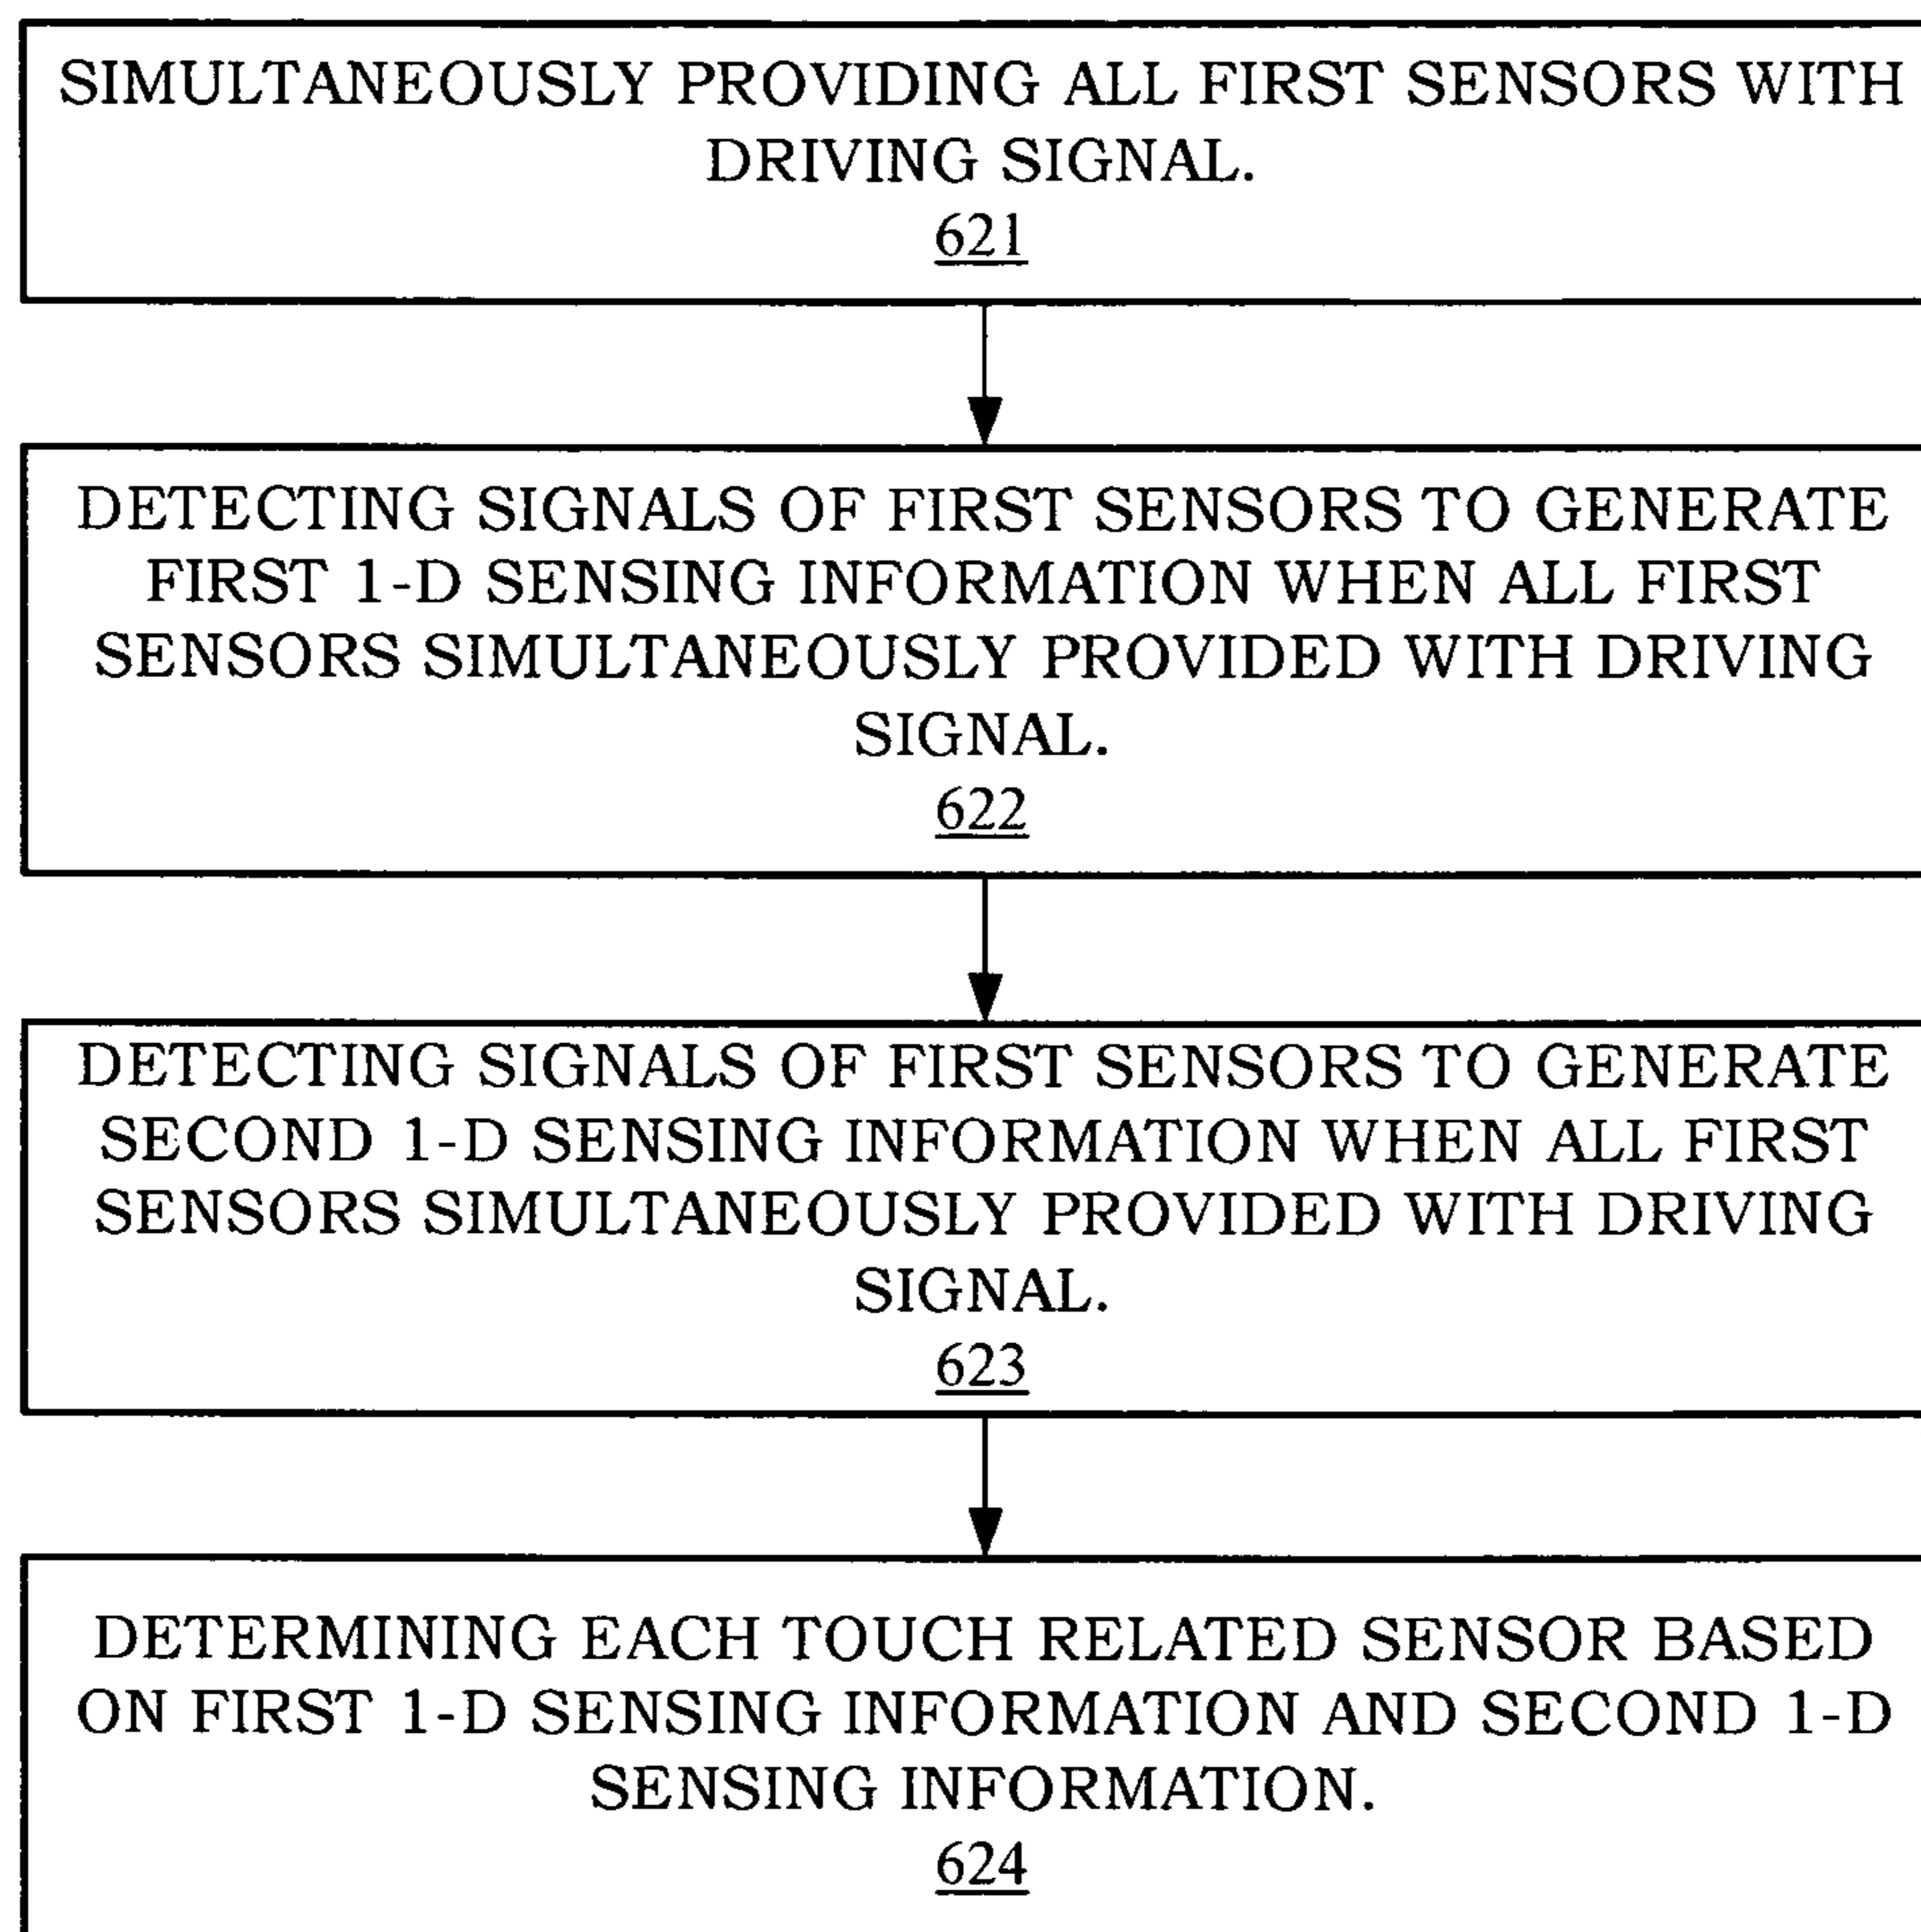 SIMULTANEOUSLY PROVIDING ALL FIRST SENSORS WITH
DRIVING SIGNAL.
621
DETECTING SIGNALS OF FIRST SENSORS TO GENERATE
FIRST 1-D SENSING INFORMATION WHEN ALL FIRST
SENSORS SIMULTANEOUSLY PROVIDED WITH DRIVING
SIGNAL.
622
DETECTING SIGNALS OF FIRST SENSORS TO GENERATE
SECOND 1-D SENSING INFORMATION WHEN ALL FIRST
SENSORS SIMULTANEOUSLY PROVIDED WITH DRIVING
SIGNAL.
623
DETERMINING EACH TOUCH RELATED SENSOR BASED
ON FIRST 1-D SENSING INFORMATION AND SECOND 1-D
SENSING INFORMATION.
624